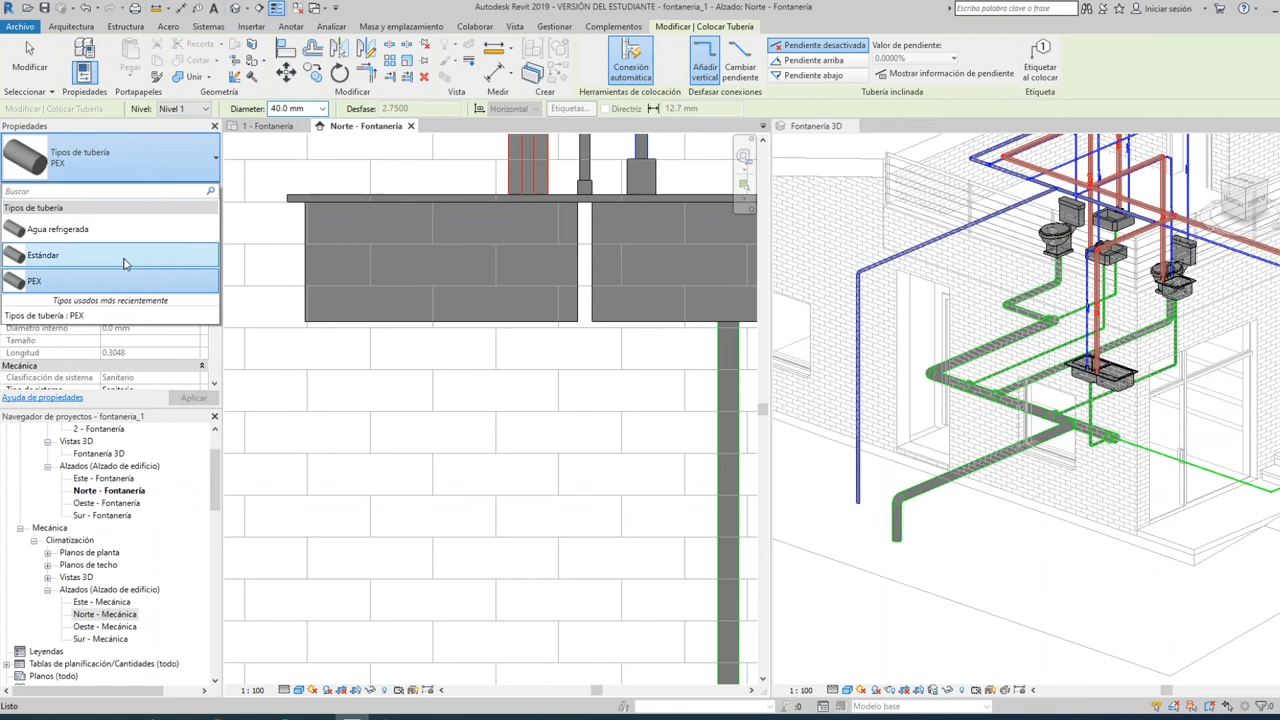 Autodesk Revit 2019 - VERSIÓN DEL ESTUDIANTE - fontaneria_1 - Alzado: Norte - Fontanería
Escriba palabra clave o frase
Iniciar sesión
Archivo Arquitectura Estructura Acero Sistemas Insertar Anotar Analizar Masa y emplazamiento Colaborar Vista Gestionar Complementos Modificar | Colocar Tubería
Modificar
Pegar
Recorte
Cortar
Unir
Conexión automática
Añadir vertical
Cambiar pendiente
Pendiente desactivada
Pendiente arriba
Pendiente abajo
Valor de pendiente:
0.0000%
Mostrar información de pendiente
Etiquetar al colocar
Seleccionar Propiedades Portapapeles Geometría Modificar Vista Medir Crear Herramientas de colocación Desfasar conexiones Tubería inclinada Etiqueta
Modificar | Colocar Tubería Nivel: Nivel 1 Diameter: 40.0 mm Desfase: 2.7500 Horizontal Etiquetas... Directriz 12.7 mm
Propiedades
1 - Fontanería
Norte - Fontanería
Fontanería 3D
Tipos de tubería
PEX
Buscar
Tipos de tubería
Agua refrigerada
Estándar
PEX
Tipos usados más recientemente
Tipos de tubería : PEX
Diámetro interno 0.0 mm
Tamaño
Longitud 0.3048
Mecánica
Clasificación de sistema Sanitario
Ayuda de propiedades
Aplicar
Navegador de proyectos - fontaneria_1
2 - Fontanería
Vistas 3D
Fontanería 3D
Alzados (Alzado de edificio)
Este - Fontanería
Norte - Fontanería
Oeste - Fontanería
Sur - Fontanería
Mecánica
Climatización
Planos de planta
Planos de techo
Vistas 3D
Alzados (Alzado de edificio)
Este - Mecánica
Norte - Mecánica
Oeste - Mecánica
Sur - Mecánica
Leyendas
Tablas de planificación/Cantidades (todo)
Planos (todo)
1 : 100
1 : 100
Listo
:0
Modelo base
:0